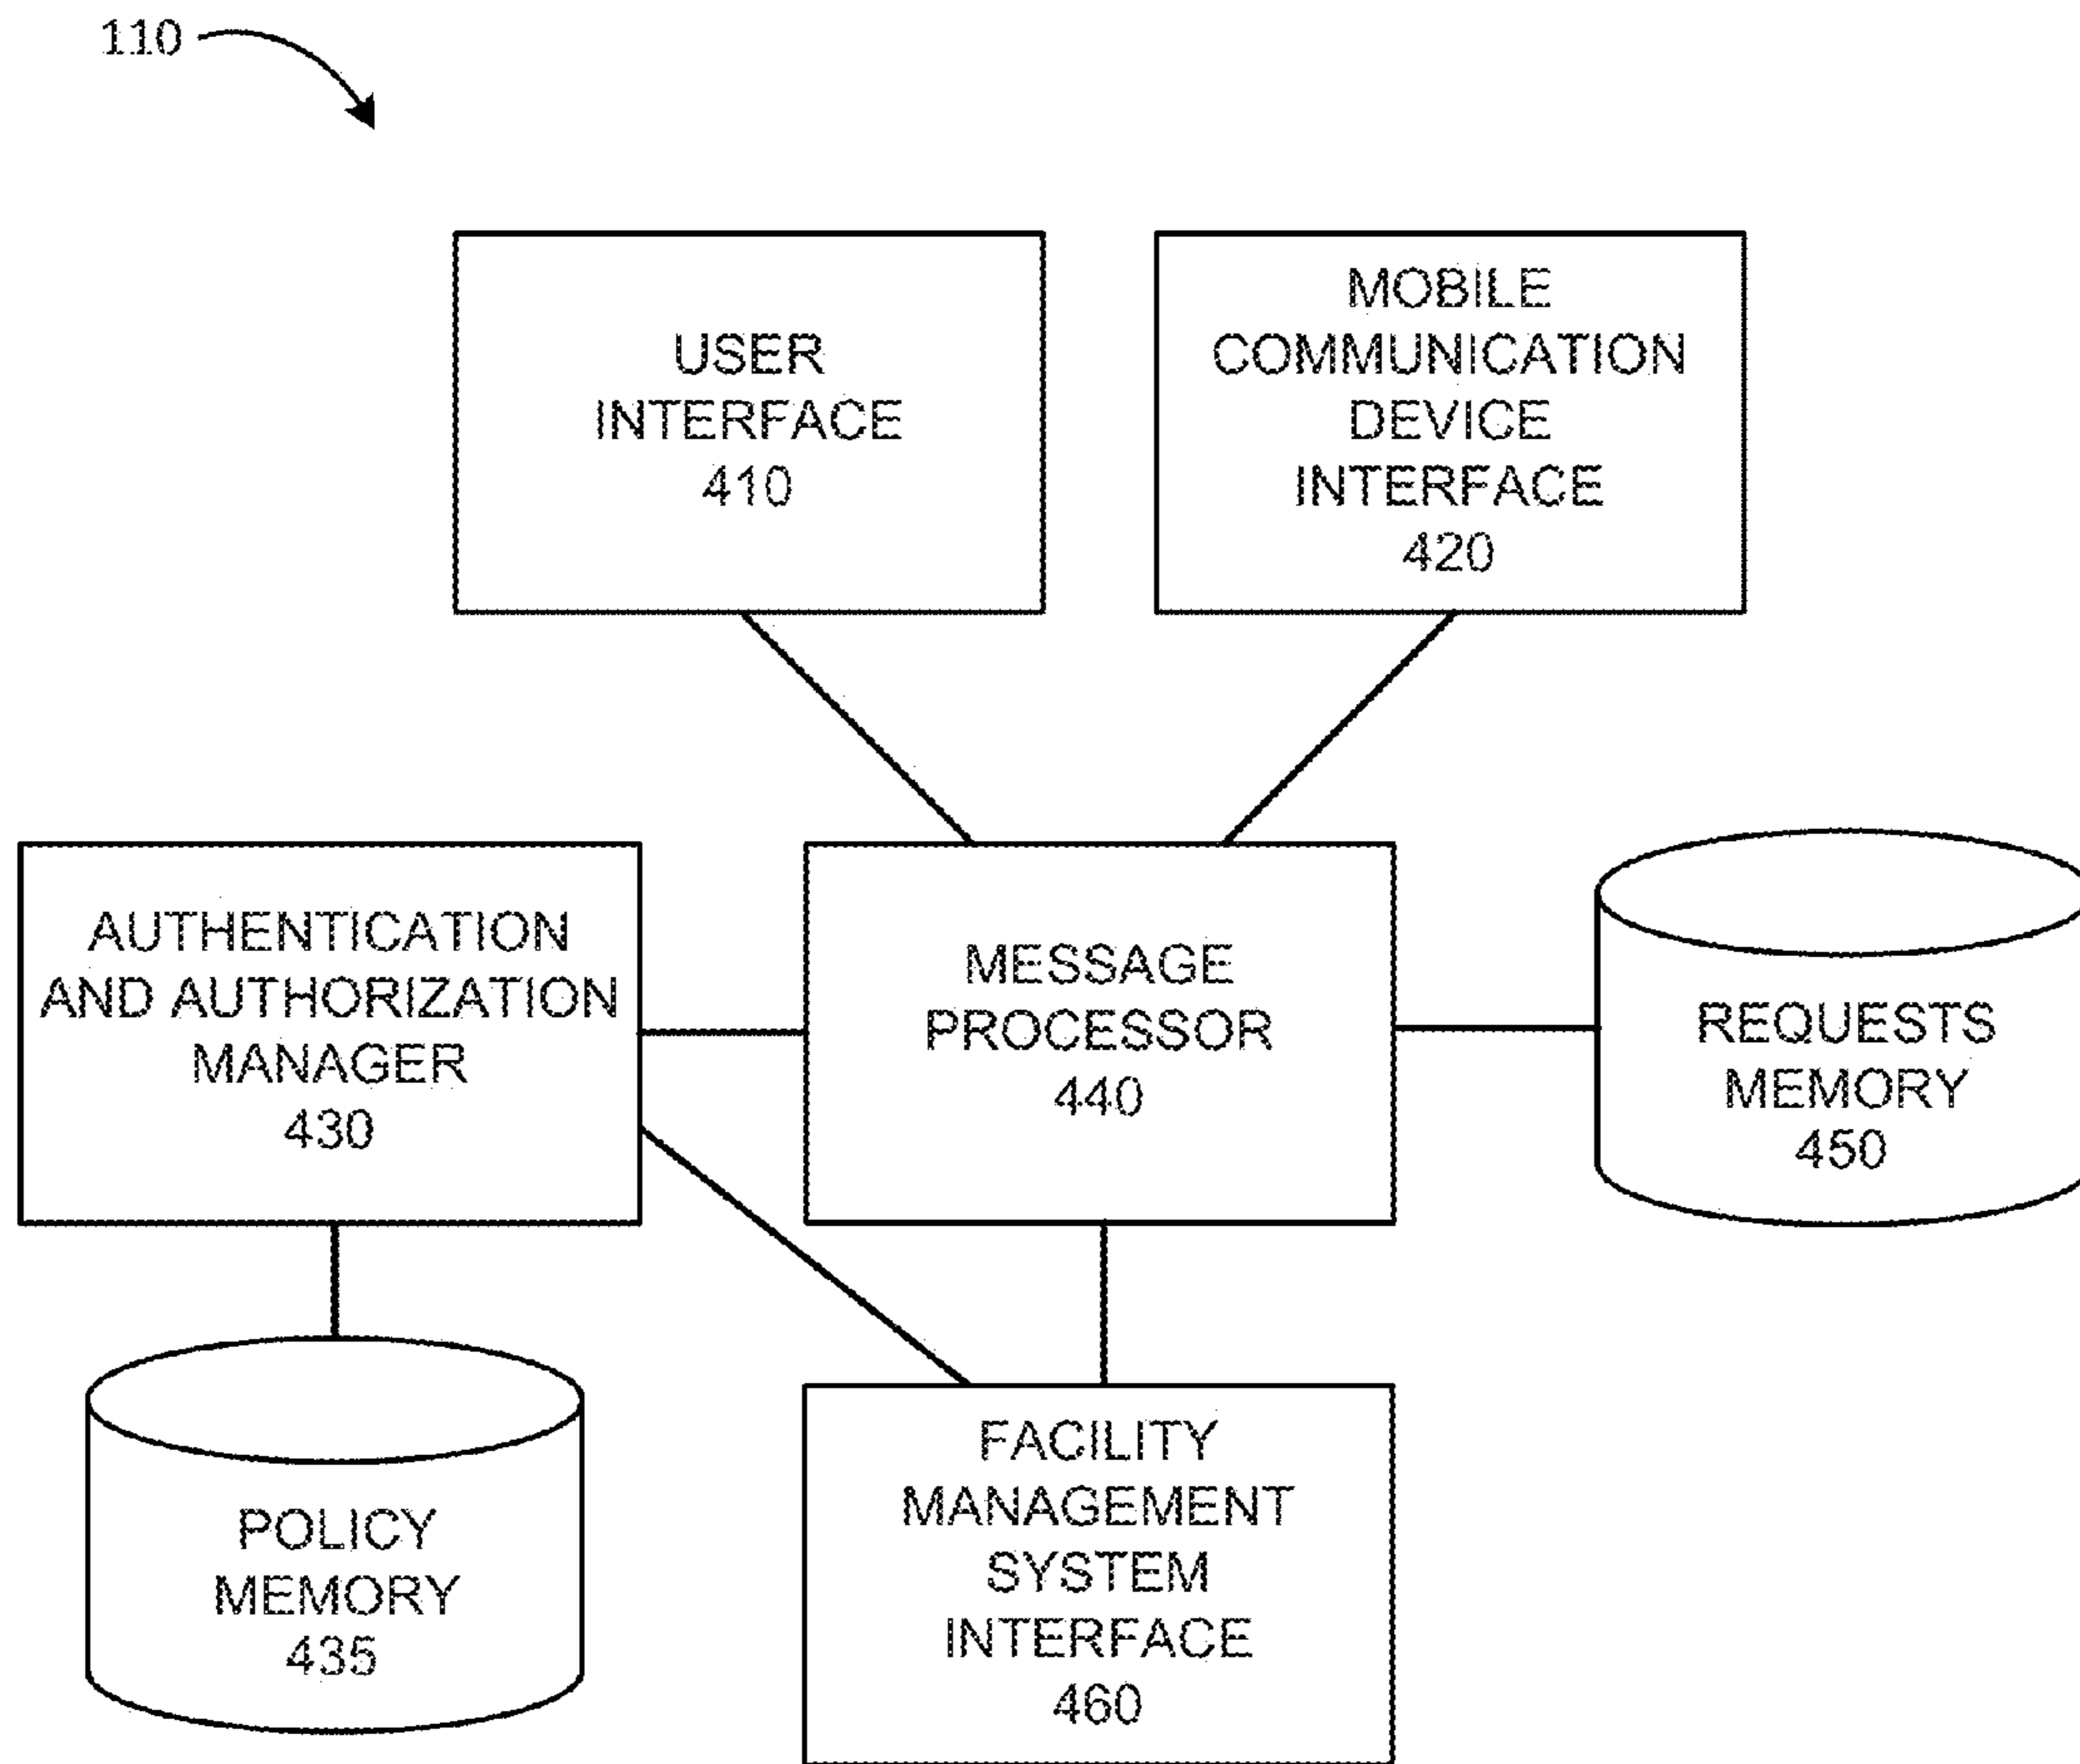 110
USER
INTERFACE
410
MOBILE
COMMUNICATION
DEVICE
INTERFACE
420
AUTHENTICATION
AND AUTHORIZATION
MANAGER
430
MESSAGE
PROCESSOR
440
REQUESTS
MEMORY
450
POLICY
MEMORY
435
FACILITY
MANAGEMENT
SYSTEM
INTERFACE
460